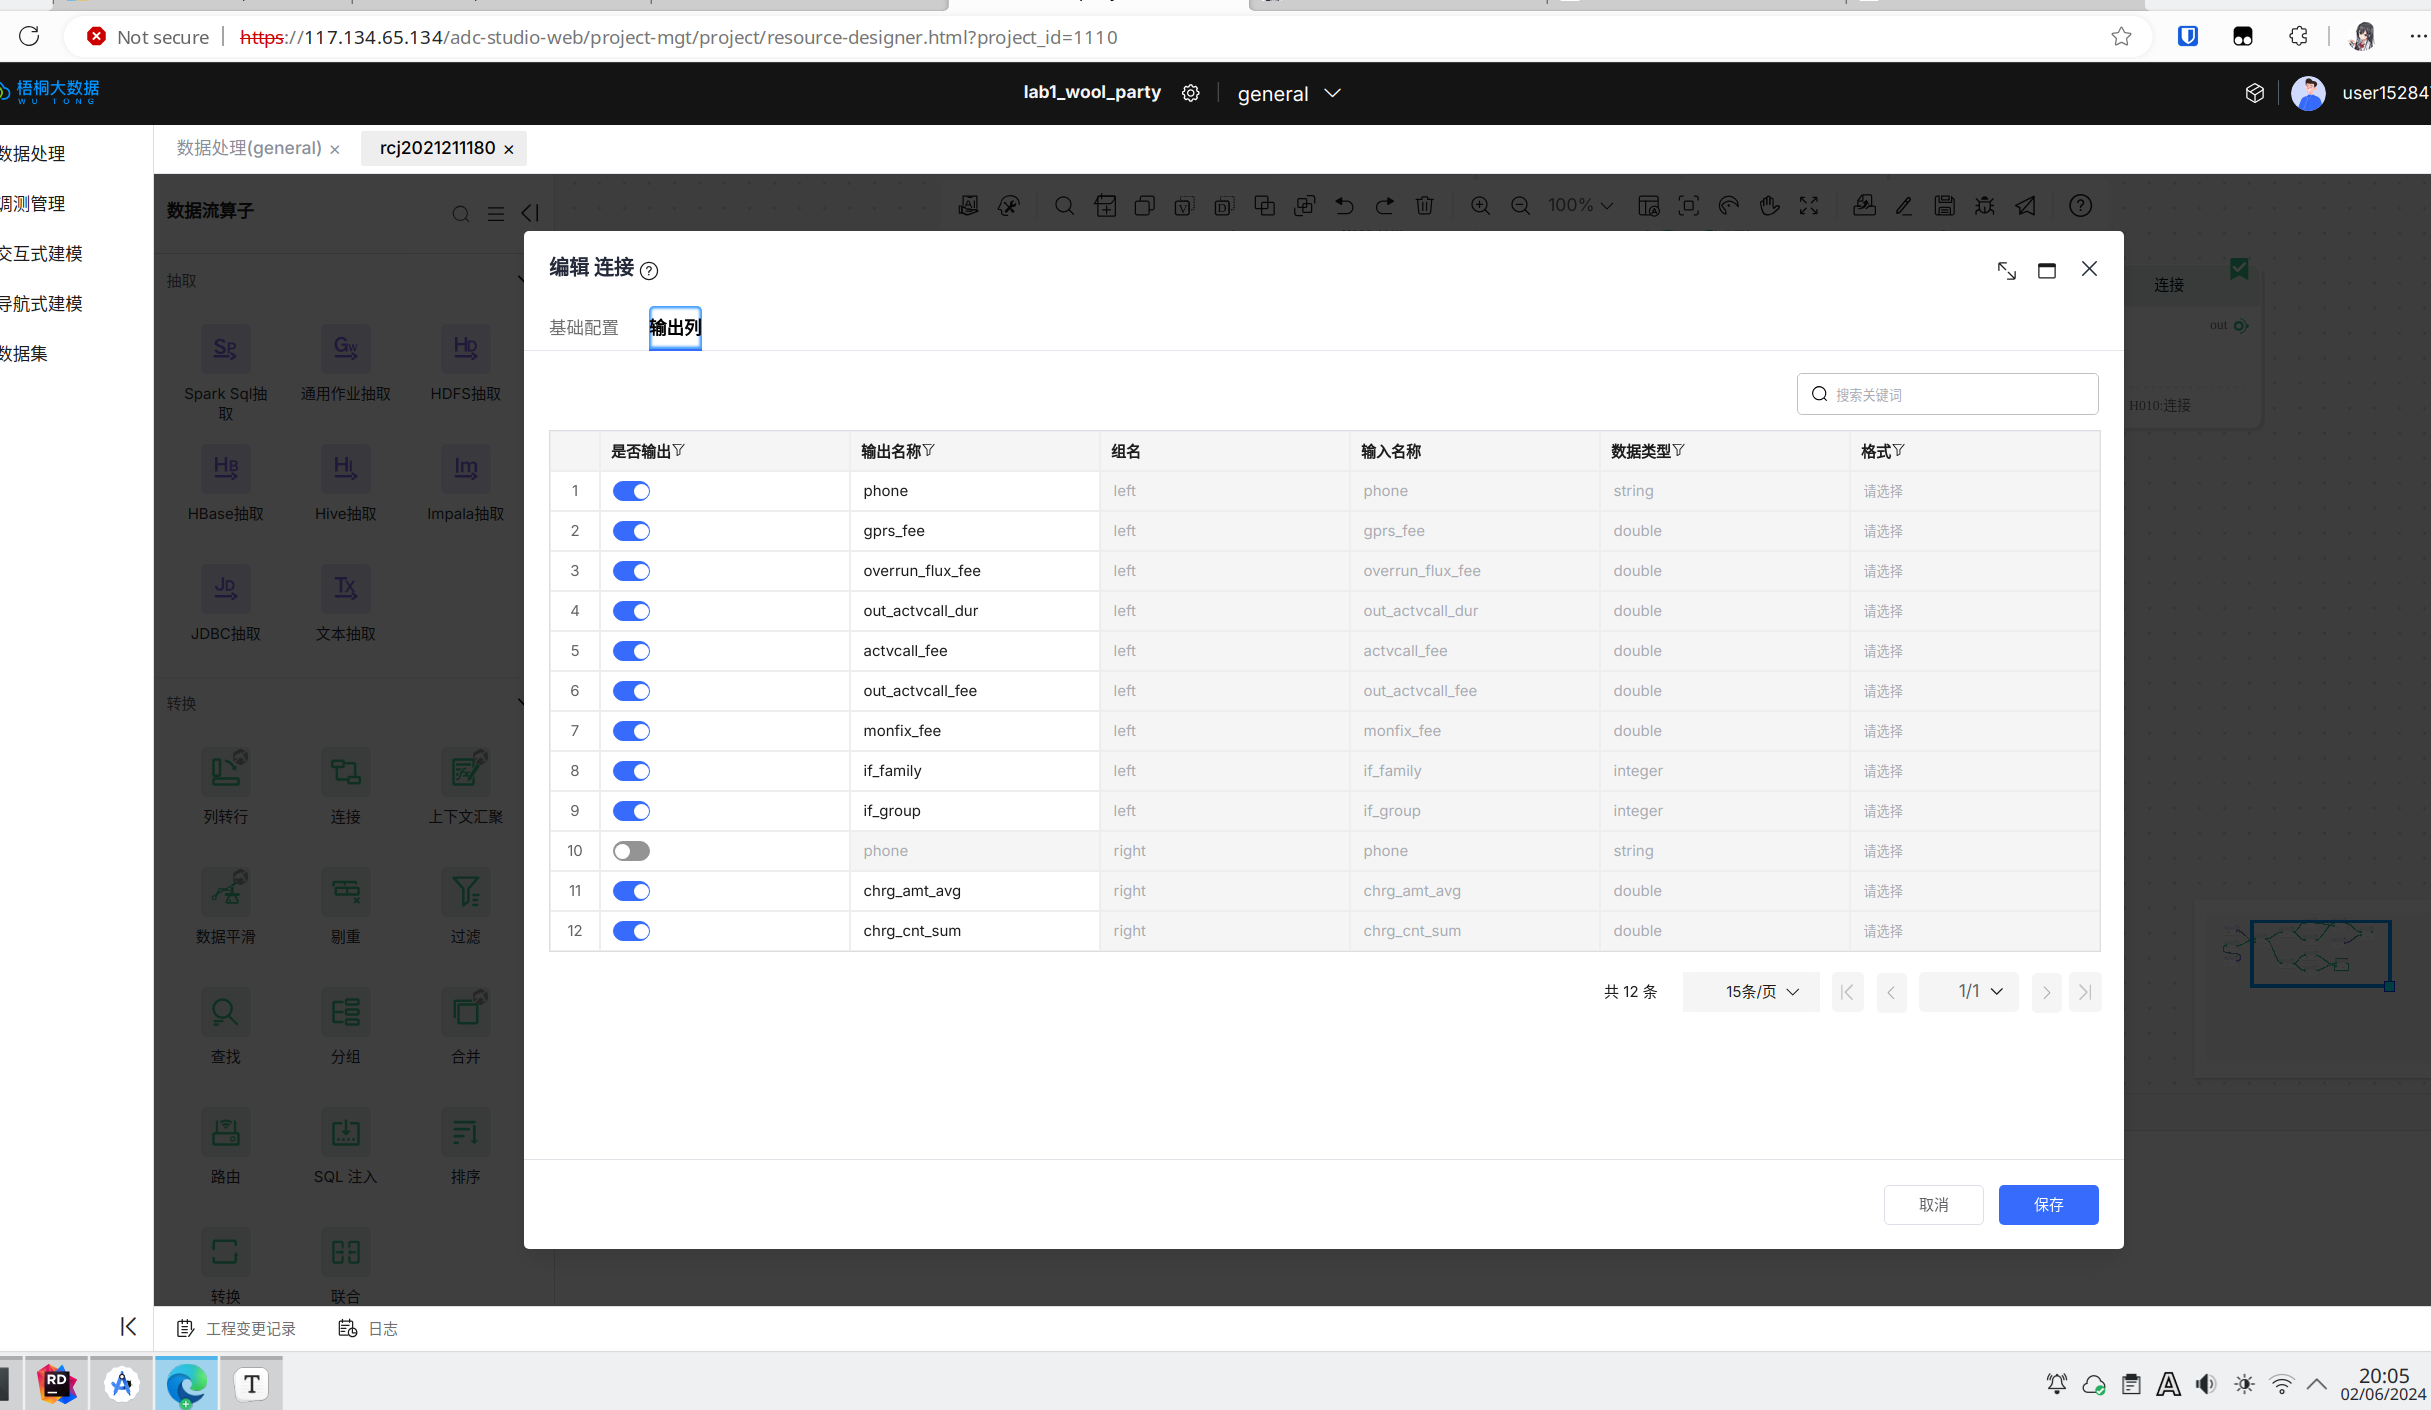 Not secure https://117.134.65.134/adc-studio-web/project-mgt/project/resource-designer.html?project_id=1110
梧桐大数据
WU TONG
lab1_wool_party
general
user15284
数据处理
调测管理
交互式建模
导航式建模
数据集
数据处理(general) ×
rcj2021211180 ×
数据流算子
100%
抽取
Spark Sql抽取
通用作业抽取
HDFS抽取
HBase抽取
Hive抽取
Impala抽取
JDBC抽取
文本抽取
转换
列转行
连接
上下文汇聚
数据平滑
剔重
过滤
查找
分组
合并
路由
SQL 注入
排序
转换
联合
连接
out
H010:连接
编辑 连接
基础配置
输出列
搜索关键词
是否输出 输出名称 组名 输入名称 数据类型 格式
1 phone left phone string 请选择
2 gprs_fee left gprs_fee double 请选择
3 overrun_flux_fee left overrun_flux_fee double 请选择
4 out_actvcall_dur left out_actvcall_dur double 请选择
5 actvcall_fee left actvcall_fee double 请选择
6 out_actvcall_fee left out_actvcall_fee double 请选择
7 monfix_fee left monfix_fee double 请选择
8 if_family left if_family integer 请选择
9 if_group left if_group integer 请选择
10 phone right phone string 请选择
11 chrg_amt_avg right chrg_amt_avg double 请选择
12 chrg_cnt_sum right chrg_cnt_sum double 请选择
共 12 条
15条/页
1/1
取消
保存
工程变更记录
日志
20:05
02/06/2024